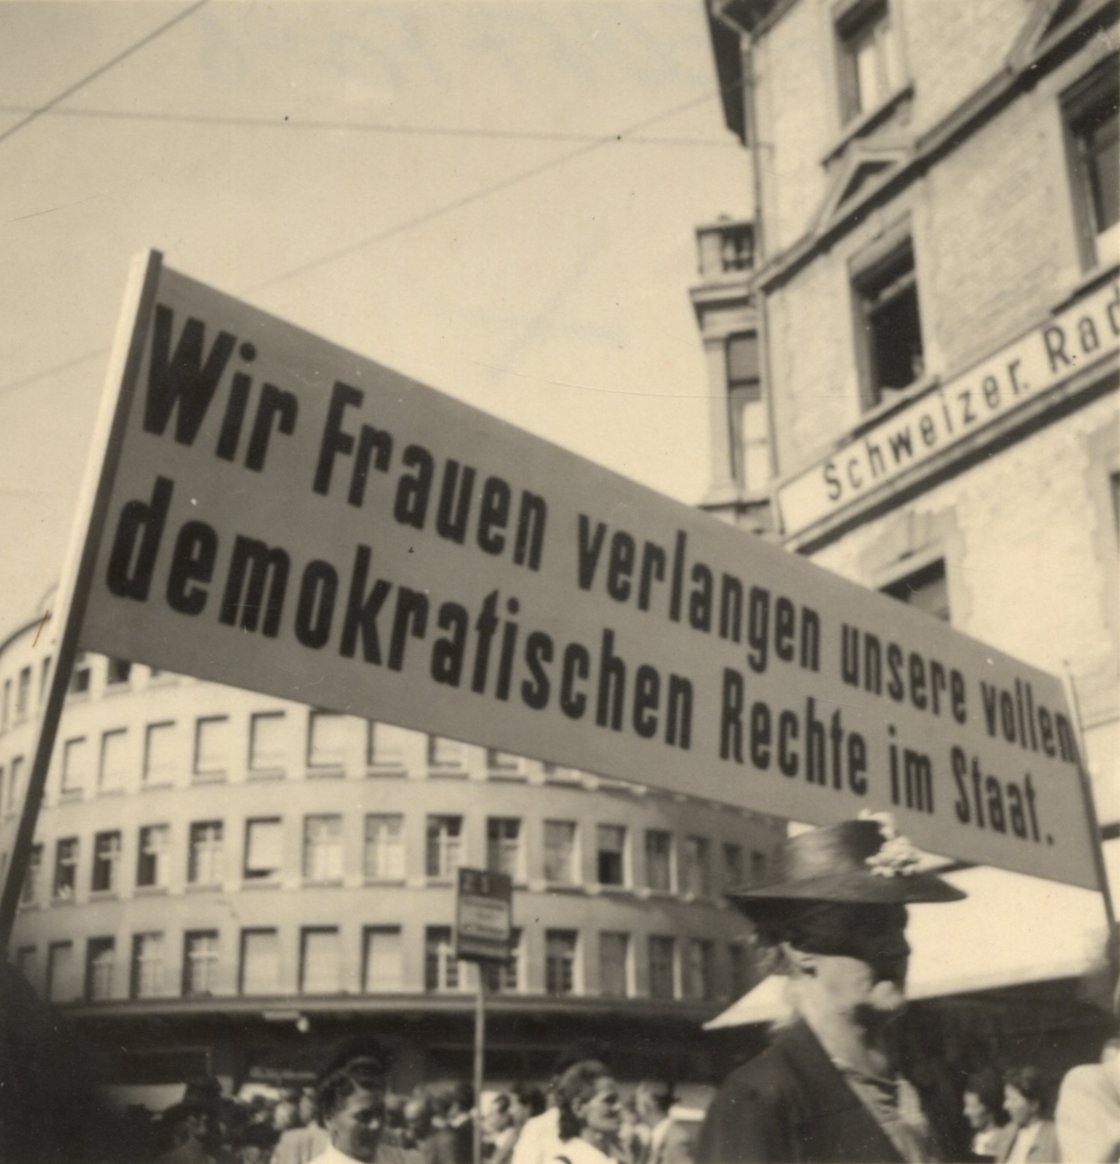 Wir Frauen verlangen unsere vollen
demokratischen Rechte im Staat.
Schweizer. Rad